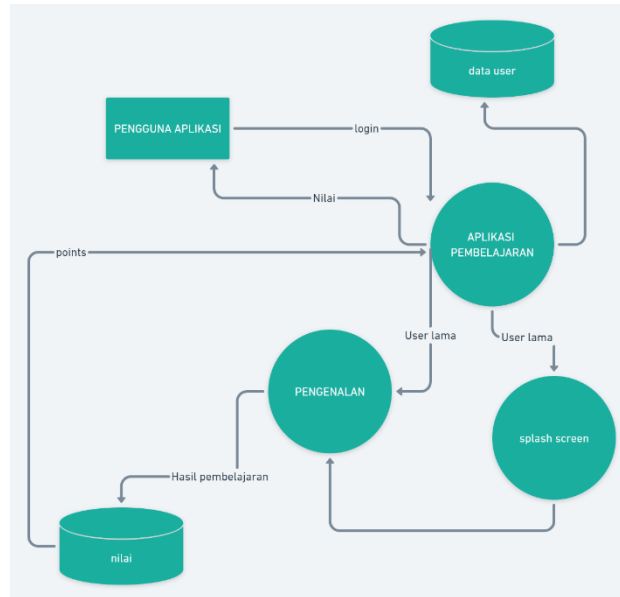 data user
PENGGUNA APLIKASI
login
Nilai
APLIKASI
PEMBELAJARAN
points
User lama
User lama
PENGENALAN
splash screen
Hasil pembelajaran
nilai